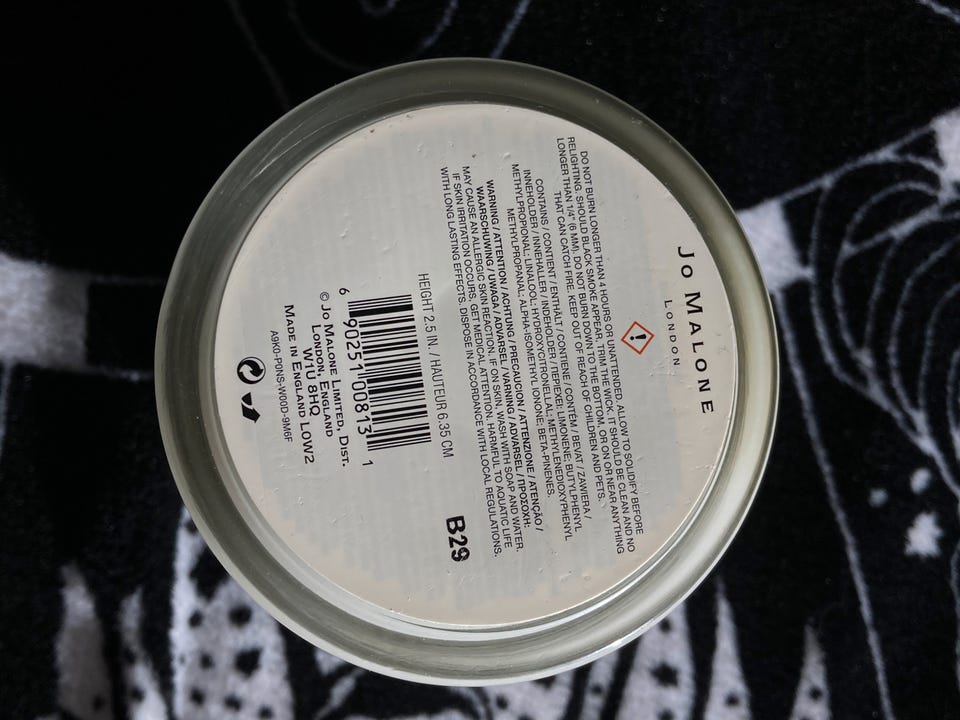 JO MALONE
LONDON
DO NOT BURN LONGER THAN 4 HOURS OR UNATTENDED. ALLOW TO SOLIDIFY BEFORE
RELIGHTING. SHOULD BLACK SMOKE APPEAR, TRIM THE WICK. IT SHOULD BE CLEAN AND NO
LONGER THAN 1/4" (6 MM). DO NOT BURN DOWN TO THE BOTTOM, OR ON OR NEAR ANYTHING
THAT CAN CATCH FIRE. KEEP OUT OF REACH OF CHILDREN AND PETS.
CONTAINS / CONTIENT / ENTHÄLT / CONTIENE / CONTÉM / BEVAT / ZAWIERA /
INNEHOLDER / INNEHÅLLER / INDEHOLDER / ΠΕΡΙΕΧΕΙ: LIMONENE; BUTYLPHENYL
METHYLPROPIONAL; LINALOOL; HYDROXYCITRONELLAL; METHYLENEDIOXYPHENYL
METHYLPROPANAL; ALPHA-ISOMETHYL IONONE; BETA-PINENES.
WARNING / ATTENTION / ACHTUNG / PRECAUCION / ATTENZIONE / ATENÇÃO /
WAARSCHUWING / UWAGA / ADVARSEL / VARNING / ADVARSEL / ΠΡΟΣΟΧΗ:
MAY CAUSE AN ALLERGIC SKIN REACTION. IF ON SKIN, WASH WITH SOAP AND WATER.
IF SKIN IRRITATION OCCURS, GET MEDICAL ATTENTION. HARMFUL TO AQUATIC LIFE
WITH LONG LASTING EFFECTS. DISPOSE IN ACCORDANCE WITH LOCAL REGULATIONS.
B29
HEIGHT 2.5 IN. / HAUTEUR 6.35 CM
6 90251 00813 1
© JO MALONE LIMITED, DIST.
LONDON, ENGLAND
W1U 8HQ
MADE IN ENGLAND LOW2
A9K0-P0NS-W00D-9M6F